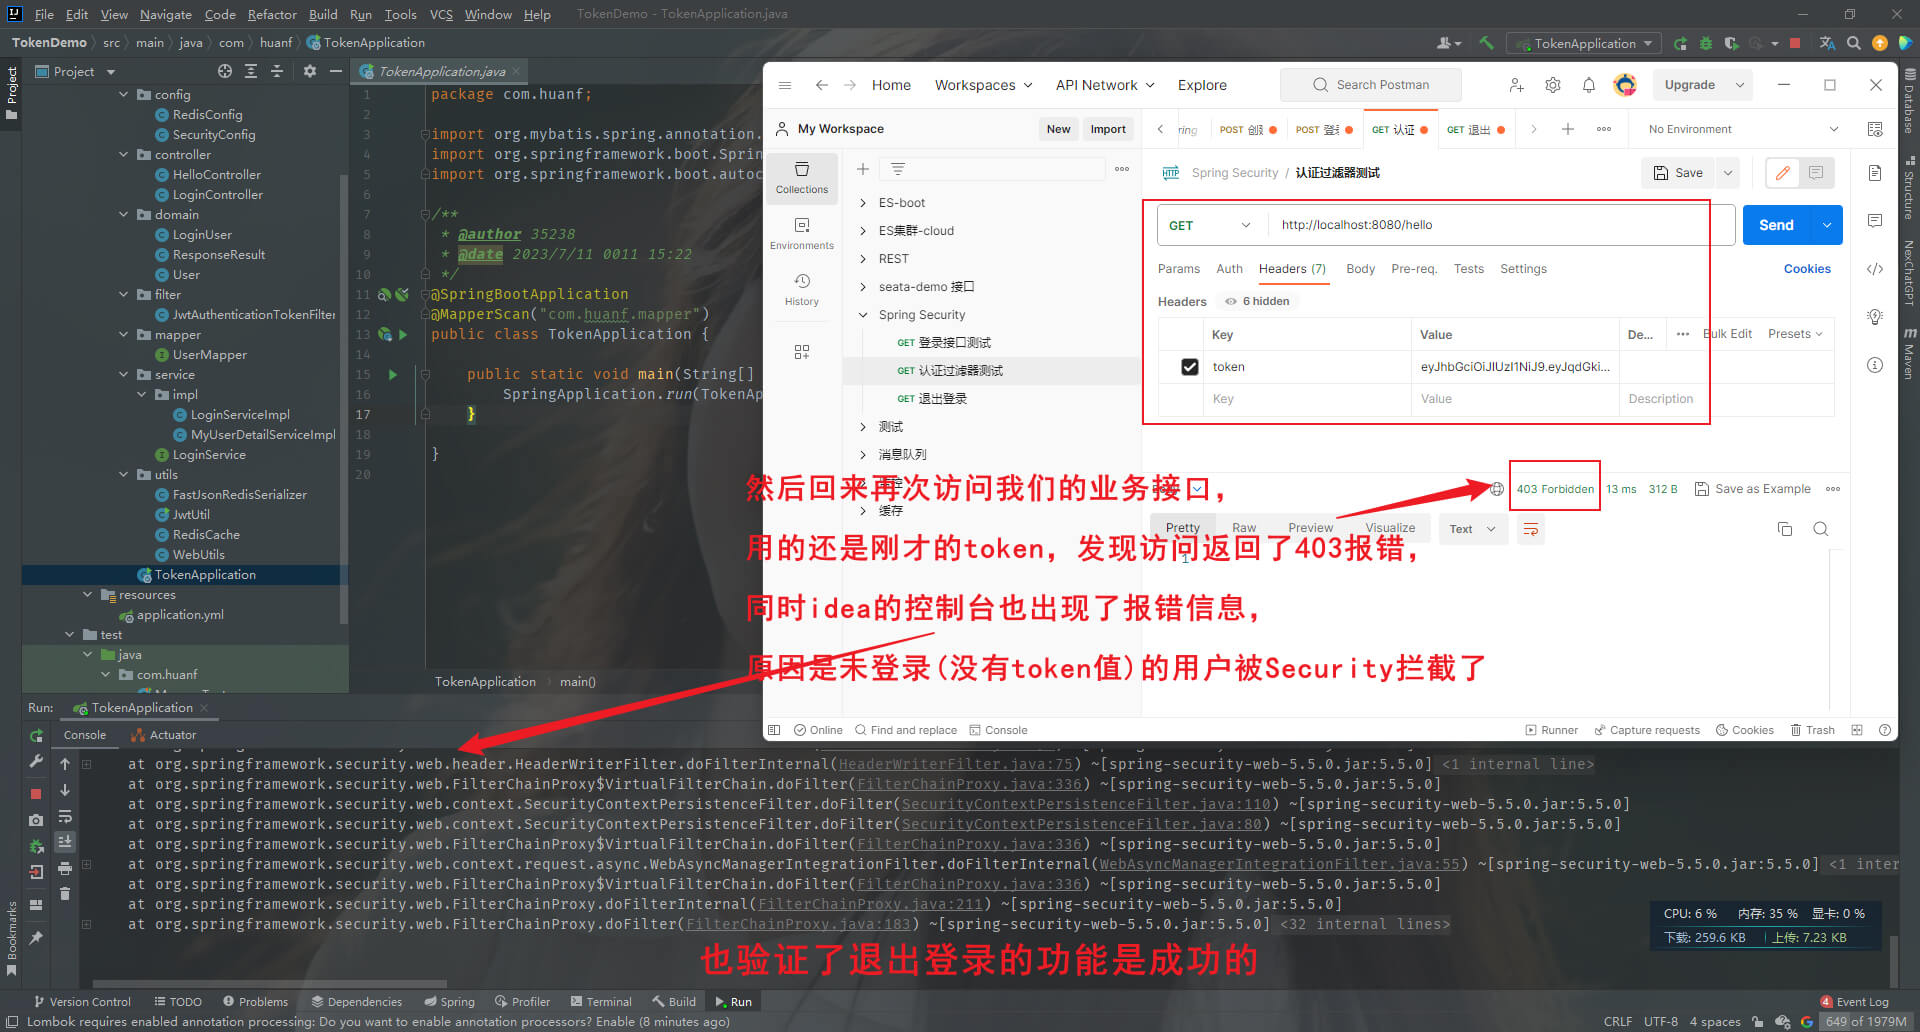 File Edit View Navigate Code Refactor Build Run Tools VCS Window Help TokenDemo - TokenApplication.java
TokenDemo src main java com huanf TokenApplication
TokenApplication
Project
TokenApplication.java
config
RedisConfig
SecurityConfig
controller
HelloController
LoginController
domain
LoginUser
ResponseResult
User
filter
JwtAuthenticationTokenFilter
mapper
UserMapper
service
impl
LoginServiceImpl
MyUserDetailServiceImpl
LoginService
utils
FastJsonRedisSerializer
JwtUtil
RedisCache
WebUtils
TokenApplication
resources
application.yml
test
java
com.huanf
Project
Bookmarks
1 package com.huanf;
2
3 import org.mybatis.spring.annotation.
4 import org.springframework.boot.Sprin
5 import org.springframework.boot.autoc
6
7 /**
8 * @author 35238
9 * @date 2023/7/11 0011 15:22
10 */
11 @SpringBootApplication
12 @MapperScan("com.huanf.mapper")
13 public class TokenApplication {
14
15 public static void main(String[]
16 SpringApplication.run(TokenAp
17 }
18
19 }
20
TokenApplication main()
Home Workspaces API Network Explore Search Postman Upgrade
My Workspace New Import
ring POST POST GET 认证 GET 退出 No Environment
Collections
Environments
History
ES-boot
ES集群-cloud
REST
seata-demo 接口
Spring Security
GET 登录接口测试
GET 认证过滤器测试
GET 退出登录
测试
消息队列
缓存
HTTP Spring Security / 认证过滤器测试 Save
GET http://localhost:8080/hello Send
Params Auth Headers (7) Body Pre-req. Tests Settings Cookies
Headers 6 hidden
Key Value De... Bulk Edit Presets
token eyJhbGciOiJIUzI1NiJ9.eyJqdGki...
Key Value Description
403 Forbidden 13 ms 312 B Save as Example
Pretty Raw Preview Visualize Text
1
然后回来再次访问我们的业务接口，
用的还是刚才的token，发现访问返回了403报错，
同时idea的控制台也出现了报错信息，
原因是未登录(没有token值)的用户被Security拦截了
Online Find and replace Console Runner Capture requests Cookies Trash
Database
Structure
NexChatGPT
Maven
Run: TokenApplication
Console Actuator
at org.springframework.security.web.header.HeaderWriterFilter.doFilterInternal(HeaderWriterFilter.java:75) ~[spring-security-web-5.5.0.jar:5.5.0] <1 internal line>
at org.springframework.security.web.FilterChainProxy$VirtualFilterChain.doFilter(FilterChainProxy.java:336) ~[spring-security-web-5.5.0.jar:5.5.0]
at org.springframework.security.web.context.SecurityContextPersistenceFilter.doFilter(SecurityContextPersistenceFilter.java:110) ~[spring-security-web-5.5.0.jar:5.5.0]
at org.springframework.security.web.context.SecurityContextPersistenceFilter.doFilter(SecurityContextPersistenceFilter.java:80) ~[spring-security-web-5.5.0.jar:5.5.0]
at org.springframework.security.web.FilterChainProxy$VirtualFilterChain.doFilter(FilterChainProxy.java:336) ~[spring-security-web-5.5.0.jar:5.5.0]
at org.springframework.security.web.context.request.async.WebAsyncManagerIntegrationFilter.doFilterInternal(WebAsyncManagerIntegrationFilter.java:55) ~[spring-security-web-5.5.0.jar:5.5.0] <1 inter
at org.springframework.security.web.FilterChainProxy$VirtualFilterChain.doFilter(FilterChainProxy.java:336) ~[spring-security-web-5.5.0.jar:5.5.0]
at org.springframework.security.web.FilterChainProxy.doFilterInternal(FilterChainProxy.java:211) ~[spring-security-web-5.5.0.jar:5.5.0]
at org.springframework.security.web.FilterChainProxy.doFilter(FilterChainProxy.java:183) ~[spring-security-web-5.5.0.jar:5.5.0] <32 internal lines>
也验证了退出登录的功能是成功的
CPU: 6 % 内存: 35 % 显卡: 0 %
下载: 259.6 KB 上传: 7.23 KB
Version Control TODO Problems Dependencies Spring Profiler Terminal Build Run 4 Event Log
Lombok requires enabled annotation processing: Do you want to enable annotation processors? Enable (8 minutes ago) CRLF UTF-8 4 spaces 649 of 1979M